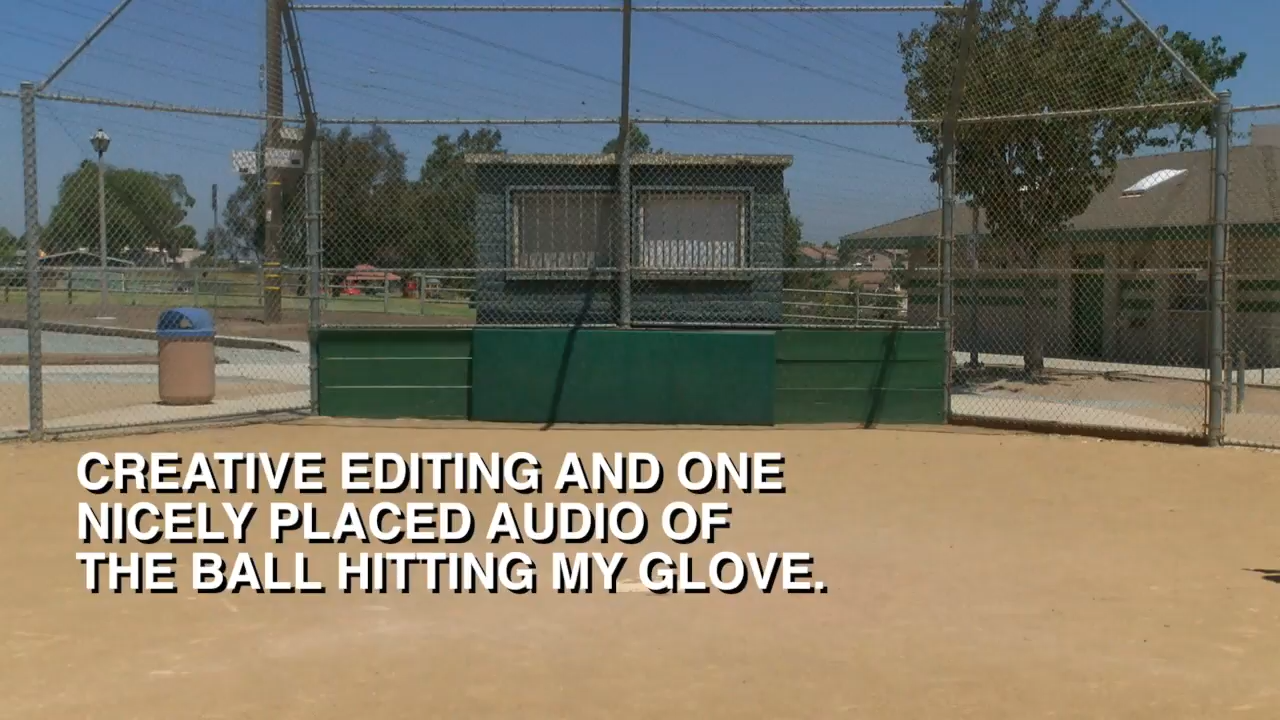 CREATIVE EDITING AND ONE
NICELY PLACED AUDIO OF
THE BALL HITTING MY GLOVE.